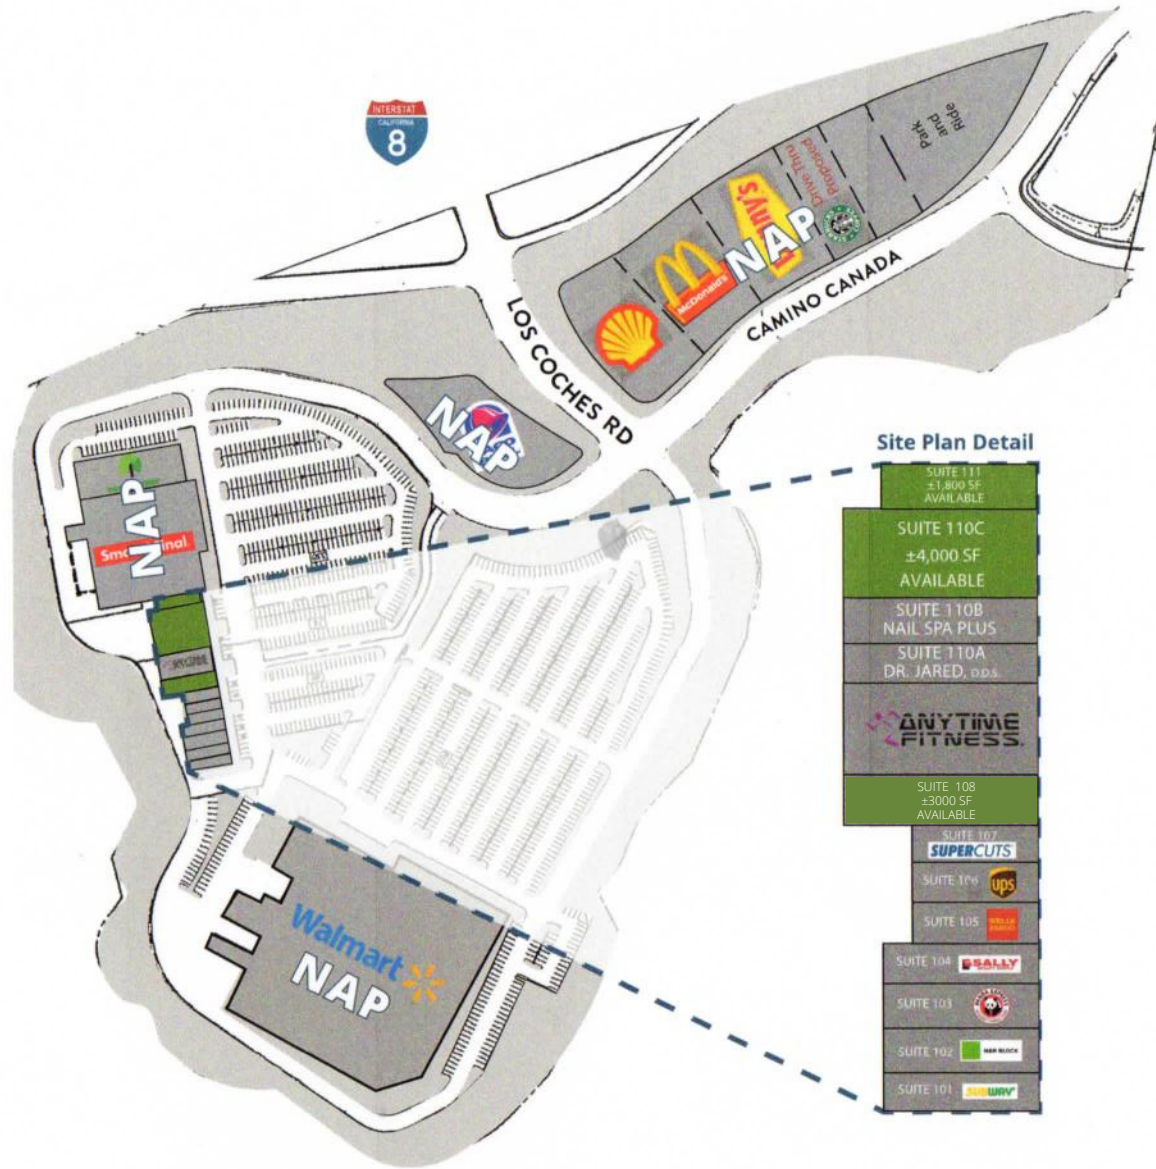 INTERSTAT
CALIFORNIA
8
Park
and
Ride
Drive Thru
Proposed
NAP
McDonald's
CAMINO CANADA
LOS COCHES RD
NAP
NAP
Walmart
NAP
Site Plan Detail
SUITE 111
±1,800 SF
AVAILABLE
SUITE 110C
±4,000 SF
AVAILABLE
SUITE 110B
NAIL SPA PLUS
SUITE 110A
DR. JARED, D.D.S.
ANYTIME
FITNESS.
SUITE 108
±3000 SF
AVAILABLE
SUITE 107
SUPERCUTS
SUITE 106 ups
SUITE 105 WELLS FARGO
SUITE 104 SALLY
SUITE 103
SUITE 102 H&R BLOCK
SUITE 101 SUBWAY